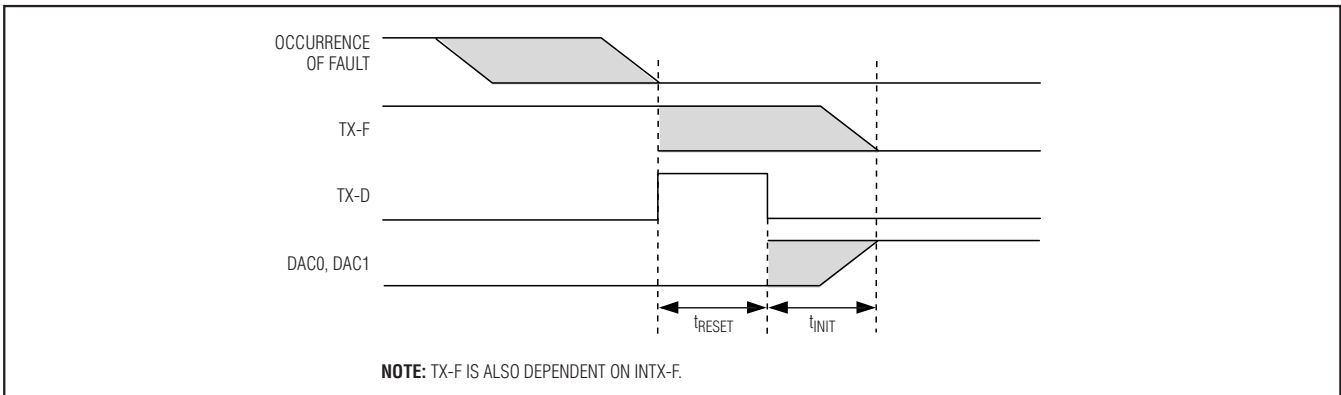 OCCURRENCE
OF FAULT
TX-F
TX-D
DAC0, DAC1
tRESET
tINIT
NOTE: TX-F IS ALSO DEPENDENT ON INTX-F.